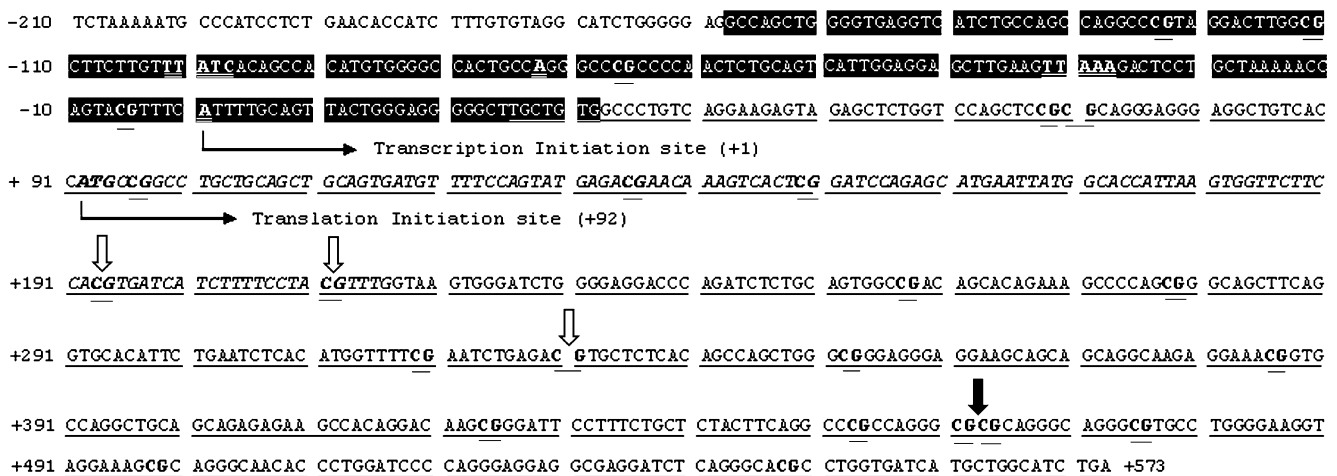 -210 TCTAAAAATG CCCATCCTCT GAACACCATC TTTGTGTAGG CATCTGGGGG AGGCCAGCTG GGGTGAGGTC ATCTGCCAGC CAGGCCCGTA GGACTTGGCG
-110 CTTCTTGTTT ATCACAGCCA CATGTGGGGC CACTGCCAGG GCCCGCCCCA ACTCTGCAGT CATTGGAGGA GCTTGAAGTT AAAAGACTCCT GCTAAAAACC
-10 AGTACGTTTC ATTTTGCAGT TACTGGGAGG GGGCTTGCTG TGGCCCTGTC AGGAAGAGTA GAGCTCTGGT CCAGCTCCGC GCAGGGAGGG AGGCTGTCAC
Transcription Initiation site (+1)
+ 91 CATGCCGGCC TGCTGCAGCT GCAGTGATGT TTTCCAGTAT GAGACGAACA AAGTCACTCG GATCCAGAGC ATGAATTATG GCACCATTAA GTGGTTCTTC
Translation Initiation site (+92)
+191 CACGTGATCA TCTTTTCCTA CGTTTGGTAA GTGGGATCTG GGGAGGACCC AGATCTCTGC AGTGGCCGAC AGCACAGAAA GCCCCAGCGG GCAGCTTCAG
+291 GTGCACATTC TGAATCTCAC ATGGTTTTCG AATCTGAGAC GTGCTCTCAC AGCCAGCTGG GCGGGAGGGA GGAAGCAGCA GCAGGCAAGA GGAAACGGTG
+391 CCAGGCTGCA GCAGAGAGAA GCCACAGGAC AAGCGGGATT CCTTTCTGCT CTACTTCAGG CCCGCCAGGG CGCGCAGGGC AGGGCGTGCC TGGGGAAGGT
+491 AGGAAAGCGC AGGGCAACAC CCTGGATCCC CAGGGAGGAG GCGAGGATCT CAGGGCACGC CTGGTGATCA TGCTGGCATC TGA +573